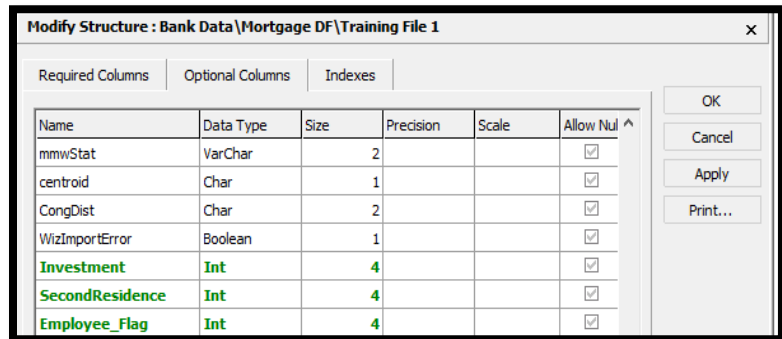 Modify Structure : Bank Data\Mortgage DF\Training File 1 x
Required Columns Optional Columns Indexes
OK
Name Data Type Size Precision Scale Allow Nul
Cancel
mmwStat VarChar 2
Apply
centroid Char 1
CongDist Char 2
Print...
WizImportError Boolean 1
Investment Int 4
SecondResidence Int 4
Employee_Flag Int 4